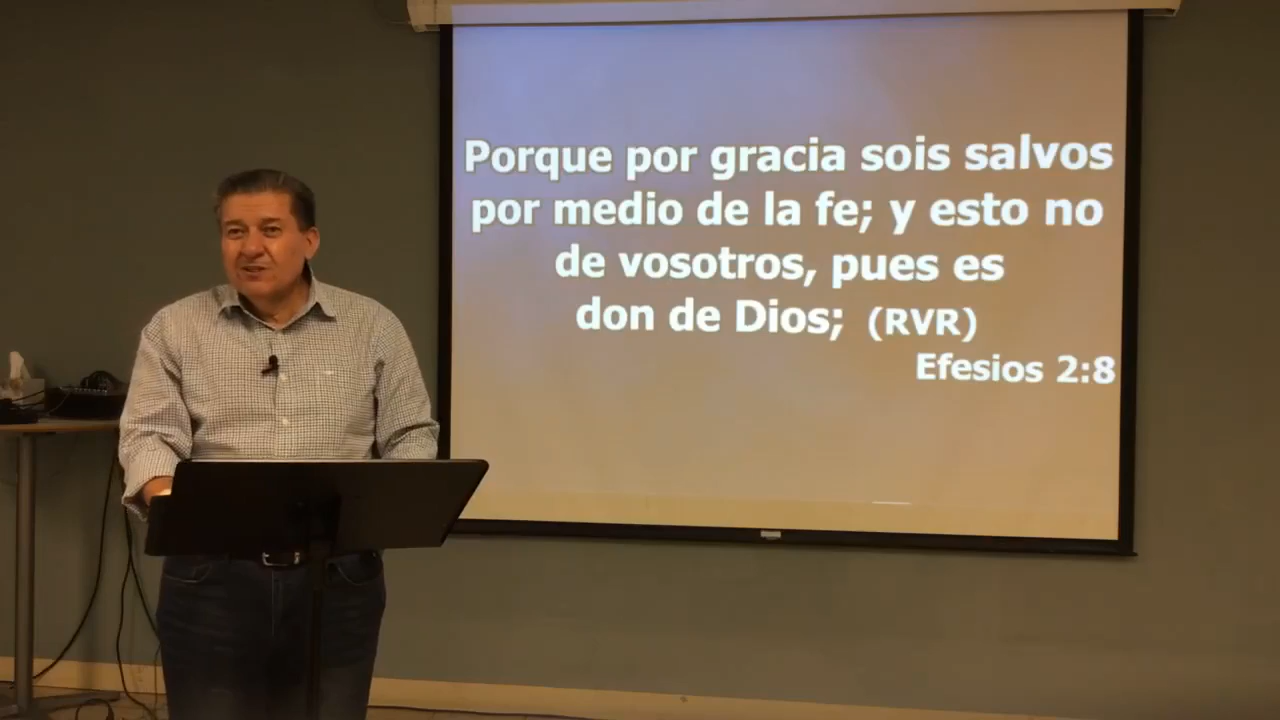 Porque por gracia sois salvos
por medio de la fe; y esto no
de vosotros, pues es
don de Dios; (RVR)
Efesios 2:8